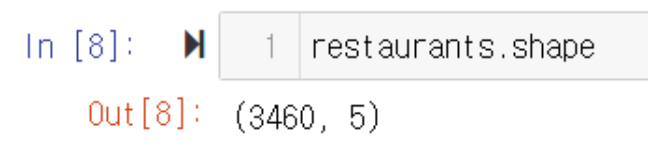 In [8]: 1 restaurants.shape
Out[8]: (3460, 5)